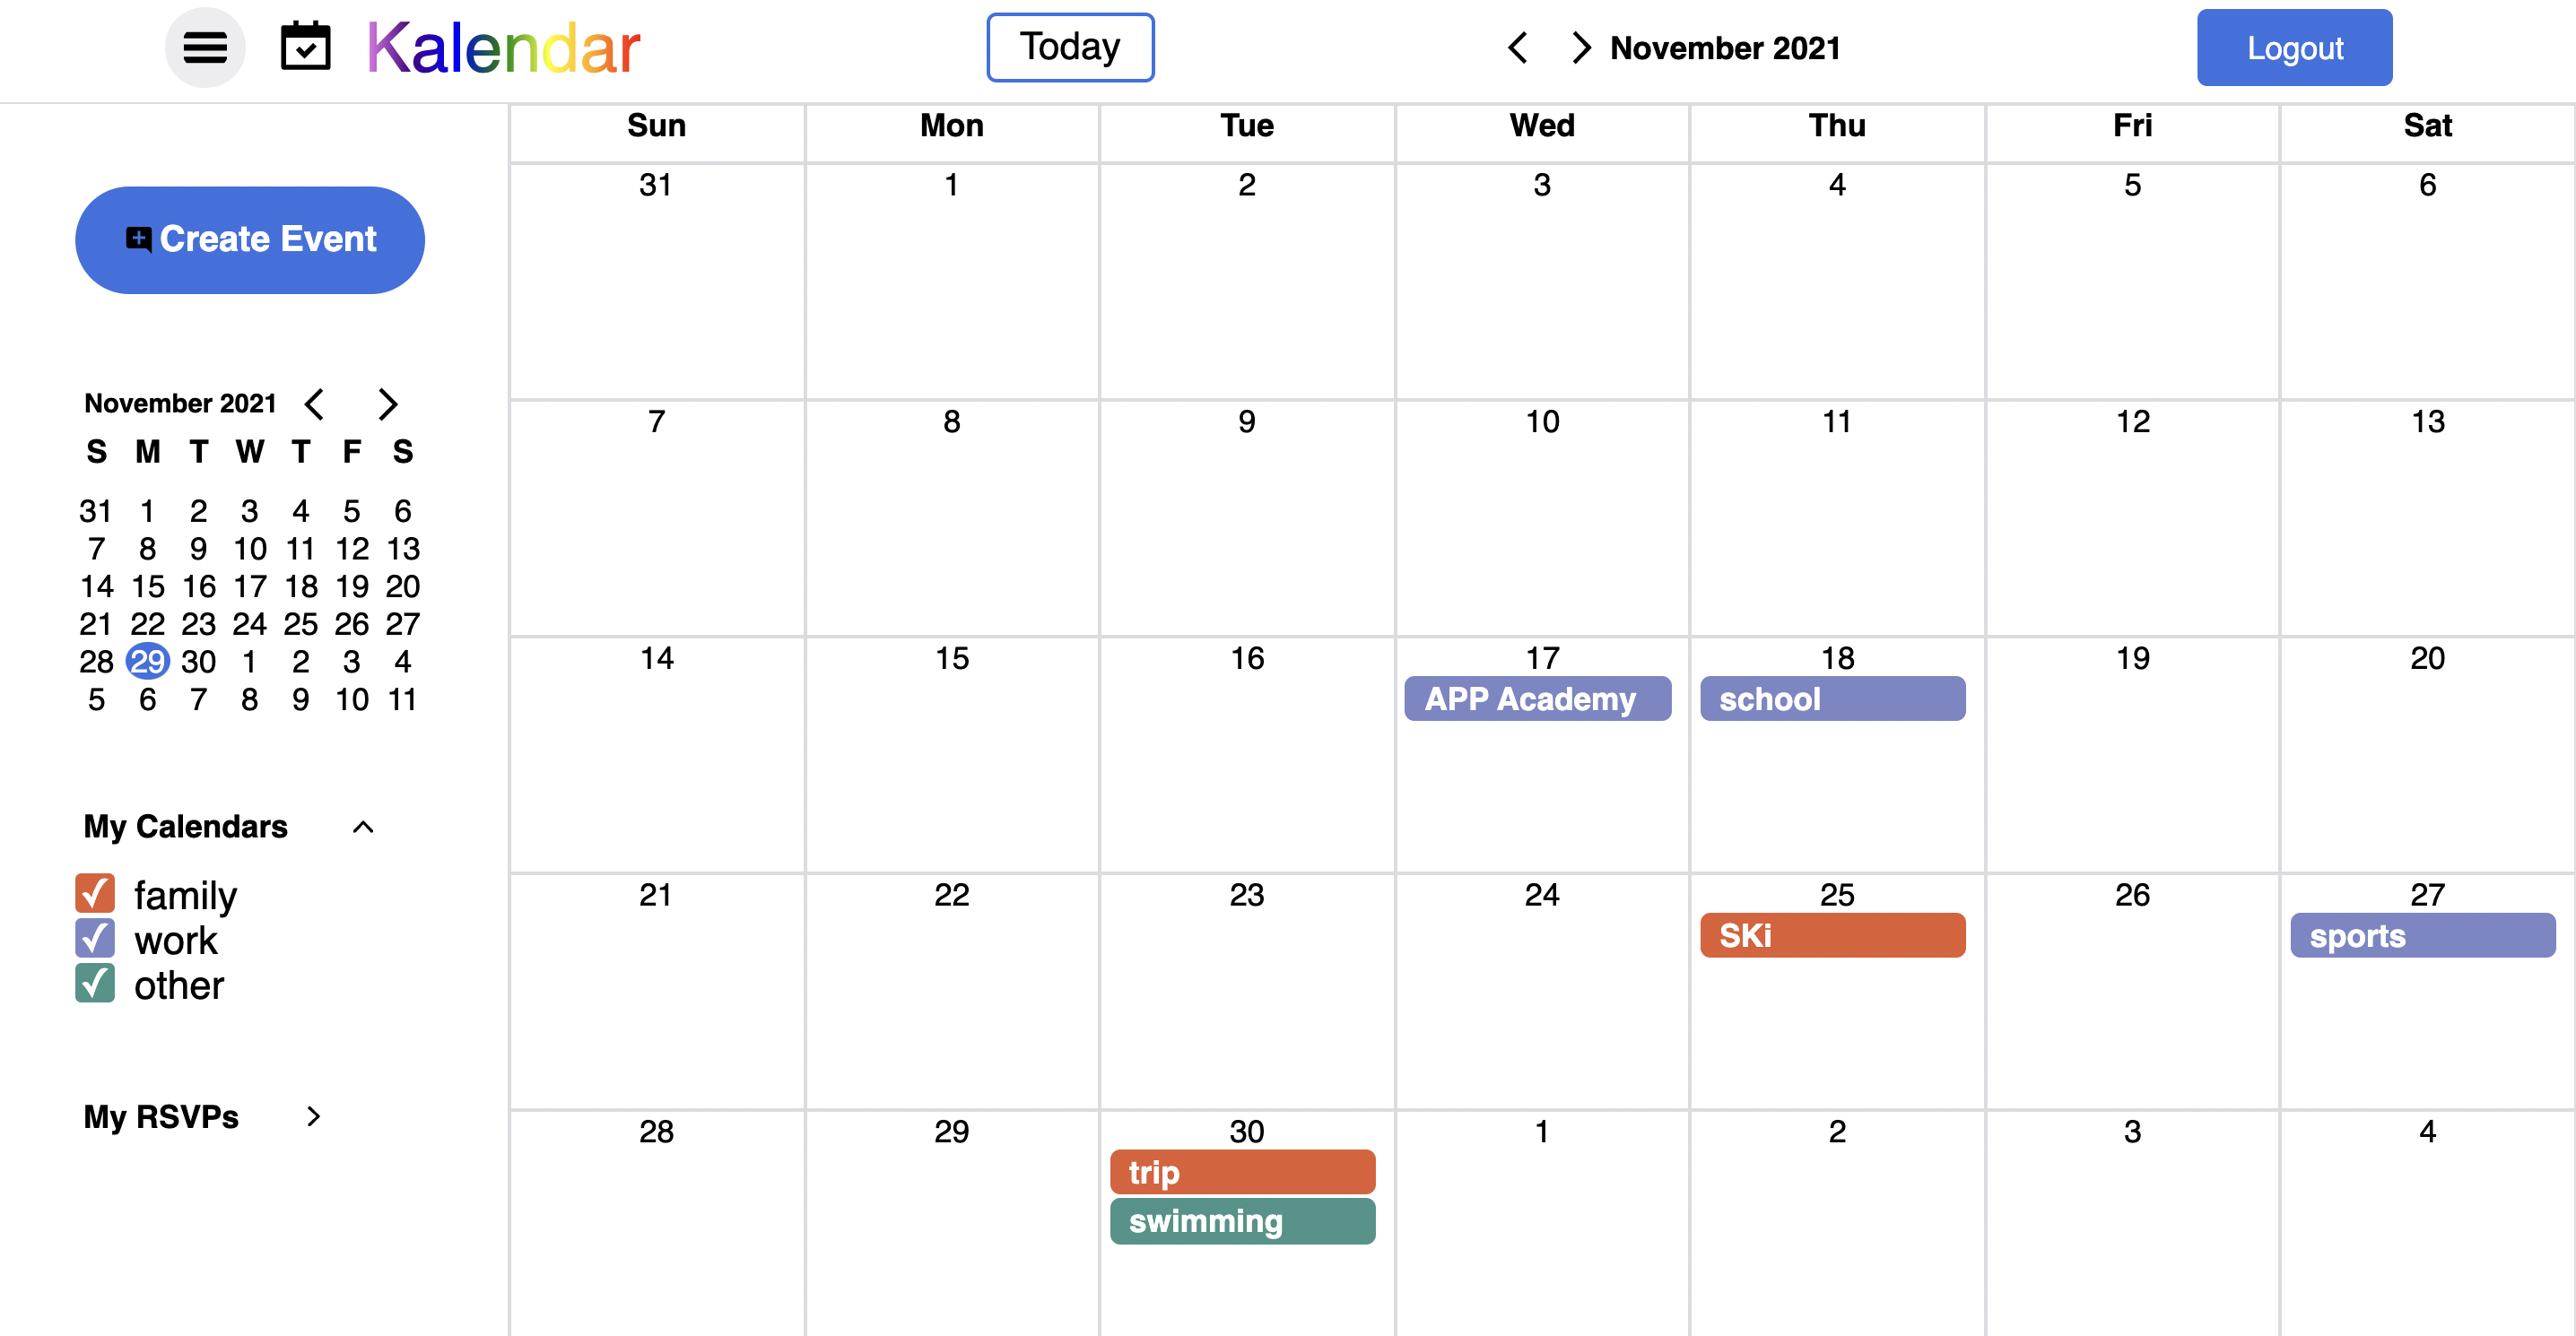 Kalendar
Today
November 2021
Logout
Create Event
November 2021
S M T W T F S
31 1 2 3 4 5 6
7 8 9 10 11 12 13
14 15 16 17 18 19 20
21 22 23 24 25 26 27
28 29 30 1 2 3 4
5 6 7 8 9 10 11
My Calendars
family
work
other
My RSVPs
Sun Mon Tue Wed Thu Fri Sat
31 1 2 3 4 5 6
7 8 9 10 11 12 13
14 15 16 17 18 19 20
APP Academy school
21 22 23 24 25 26 27
SKi sports
28 29 30 1 2 3 4
trip
swimming